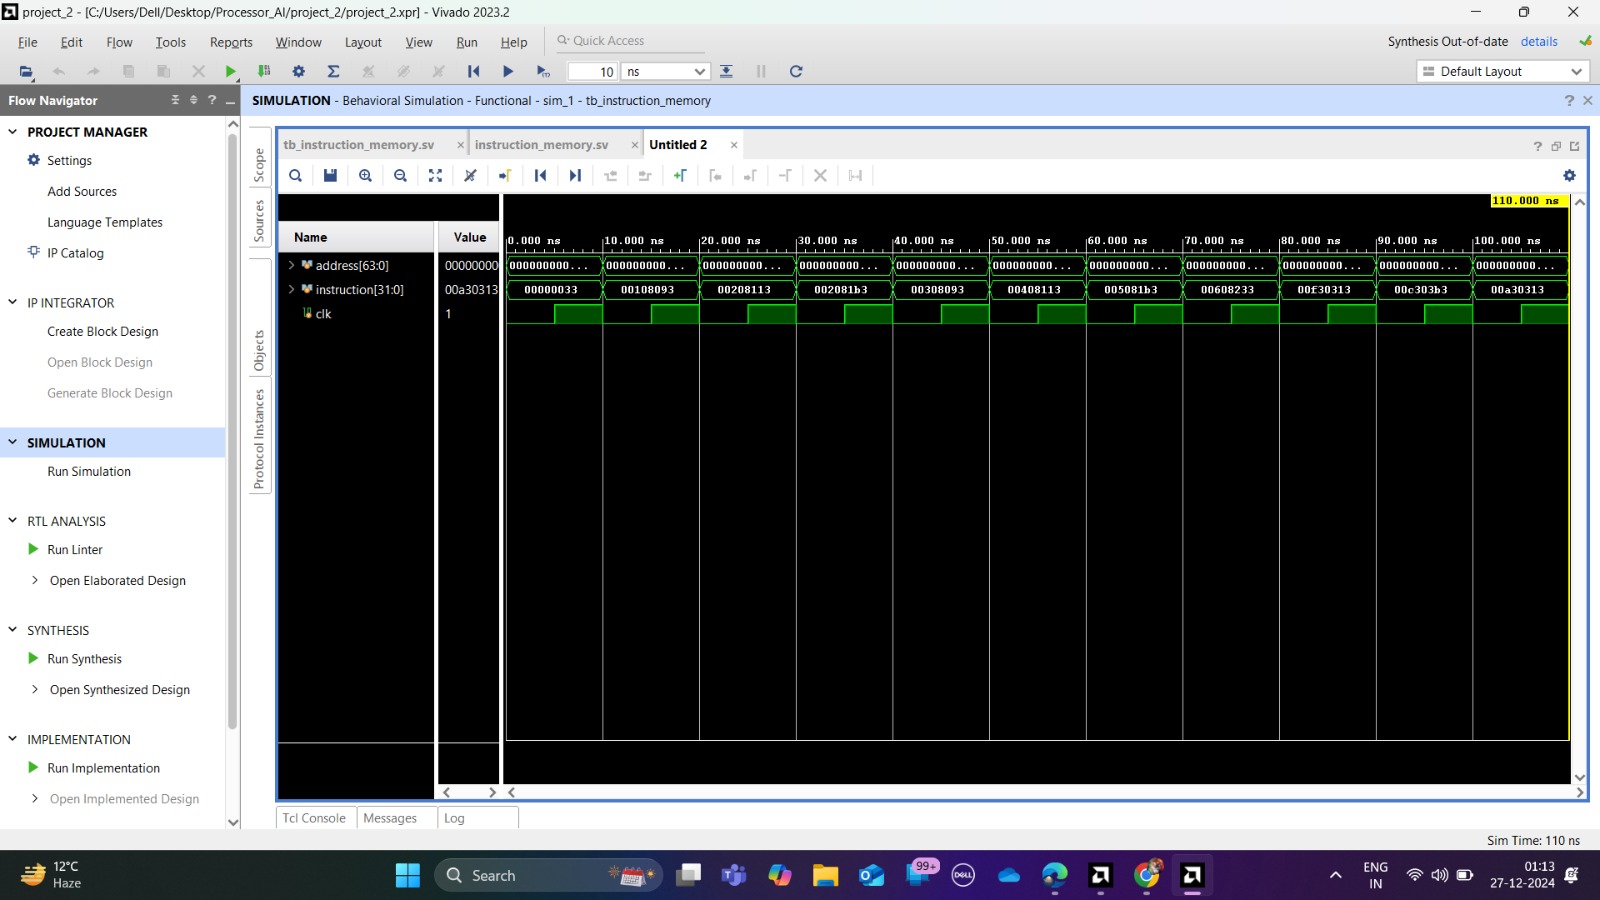 project_2 - [C:/Users/Dell/Desktop/Processor_AI/project_2/project_2.xpr] - Vivado 2023.2
File Edit Flow Tools Reports Window Layout View Run Help Quick Access
Synthesis Out-of-date details
10 ns
Default Layout
Flow Navigator
SIMULATION - Behavioral Simulation - Functional - sim_1 - tb_instruction_memory
PROJECT MANAGER
Settings
Add Sources
Language Templates
IP Catalog
IP INTEGRATOR
Create Block Design
Open Block Design
Generate Block Design
SIMULATION
Run Simulation
RTL ANALYSIS
Run Linter
Open Elaborated Design
SYNTHESIS
Run Synthesis
Open Synthesized Design
IMPLEMENTATION
Run Implementation
Open Implemented Design
Scope
Sources
Objects
Protocol Instances
tb_instruction_memory.sv instruction_memory.sv Untitled 2
110.000 ns
Name Value
0.000 ns 10.000 ns 20.000 ns 30.000 ns 40.000 ns 50.000 ns 60.000 ns 70.000 ns 80.000 ns 90.000 ns 100.000 ns
address[63:0] 00000000 000000000... 000000000... 000000000... 000000000... 000000000... 000000000... 000000000... 000000000... 000000000... 000000000... 000000000...
instruction[31:0] 00a30313 00000033 00108093 00208113 002081b3 00308093 00408113 005081b3 00608233 00f30313 00c303b3 00a30313
clk 1
Tcl Console Messages Log
Sim Time: 110 ns
12°C
Haze
Search
99+
DELL
ENG
IN
01:13
27-12-2024